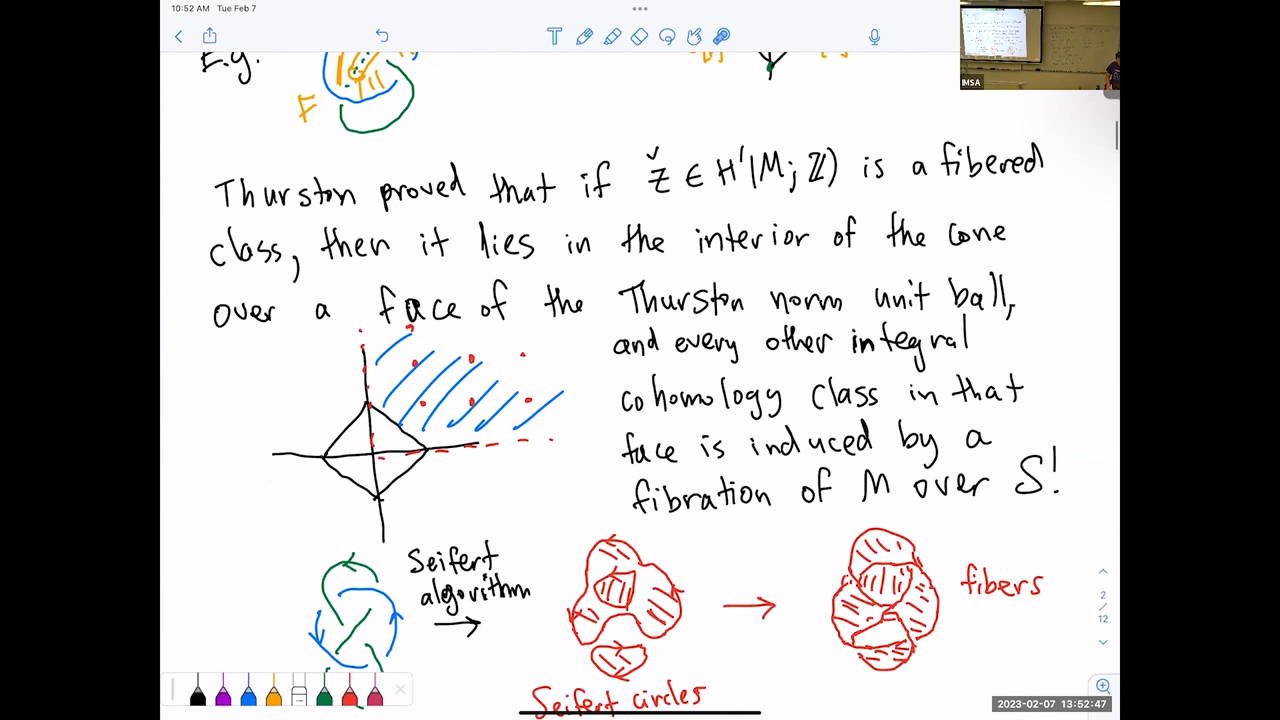 10:52 AM Tue Feb 7
IMSA
E.g.
F
Thurston proved that if ž ∈ H¹(M; ℤ) is a fibered
class, then it lies in the interior of the cone
over a face of the Thurston norm unit ball,
and every other integral
cohomology class in that
face is induced by a
fibration of M over S¹.
Seifert
algorithm
fibers
Seifert circles
2
/
12
2023-02-07 13:52:47